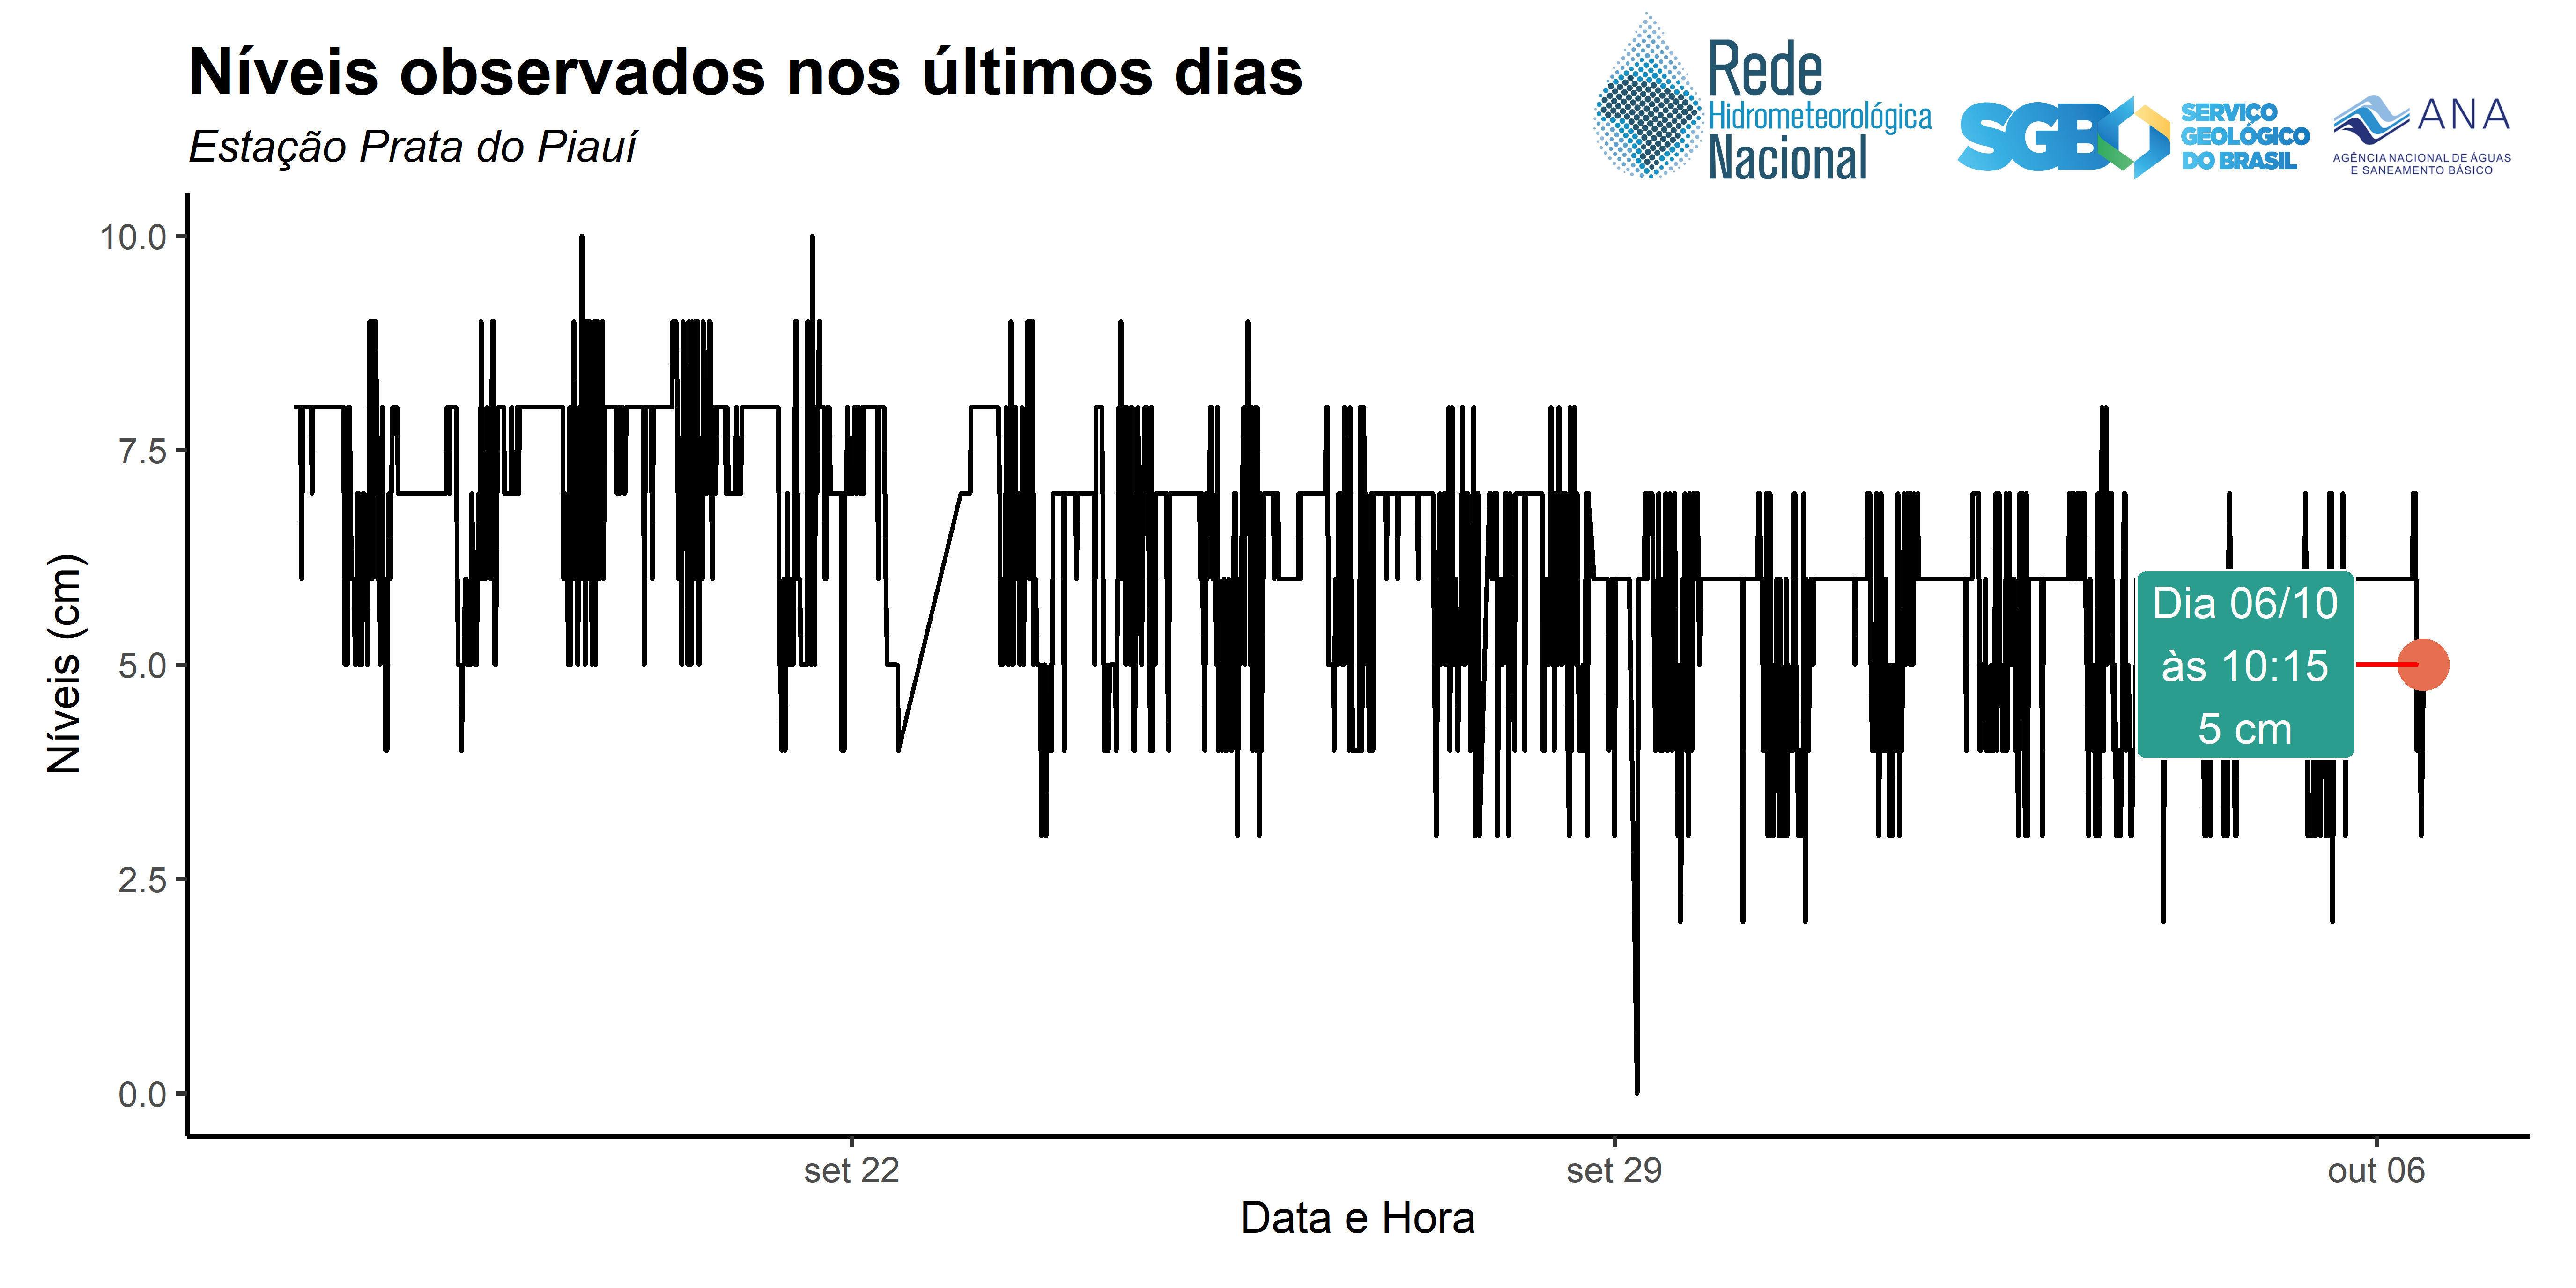 Níveis observados nos últimos dias
Estação Prata do Piauí
Rede
Hidrometeorológica
Nacional
SGB
SERVIÇO
GEOLÓGICO
DO BRASIL
ANA
AGÊNCIA NACIONAL DE ÁGUAS
E SANEAMENTO BÁSICO
Níveis (cm)
10.0
7.5
5.0
2.5
0.0
Dia 06/10
às 10:15
5 cm
set 22
set 29
out 06
Data e Hora